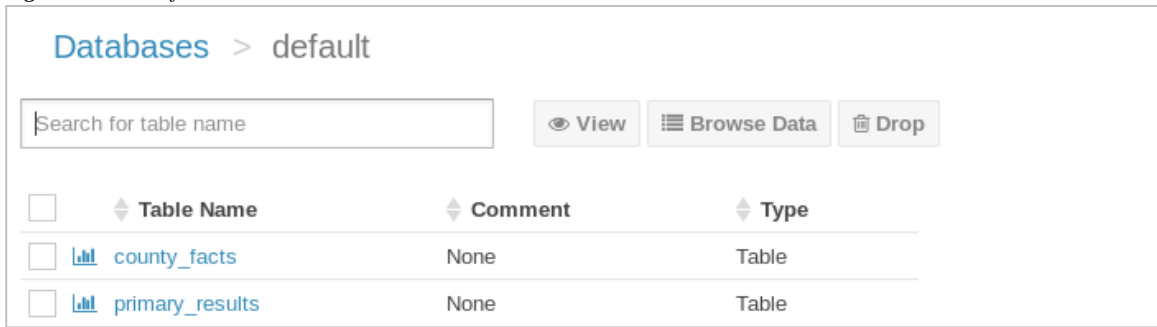 Databases > default
Search for table name View Browse Data Drop
Table Name Comment Type
county_facts None Table
primary_results None Table